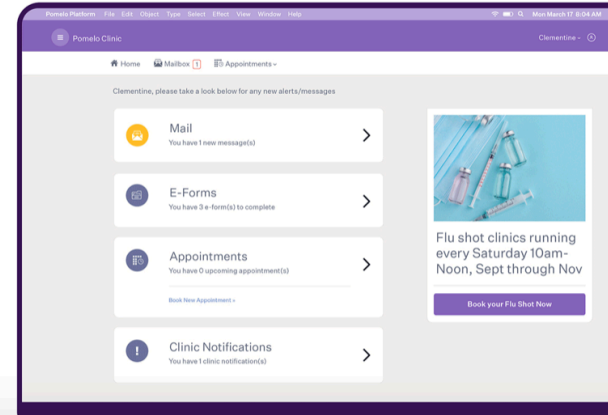 Pomelo Platform File Edit Object Type Select Effect View Window Help
Mon March 17 6:04 AM
Pomelo Clinic
Clementine
Home Mailbox 1 Appointments
Clementine, please take a look below for any new alerts/messages
Mail
You have 1 new message(s)
E-Forms
You have 3 e-form(s) to complete
Appointments
You have 0 upcoming appointment(s)
Book New Appointment »
Clinic Notifications
You have 1 clinic notification(s)
Flu shot clinics running
every Saturday 10am-
Noon, Sept through Nov
Book your Flu Shot Now